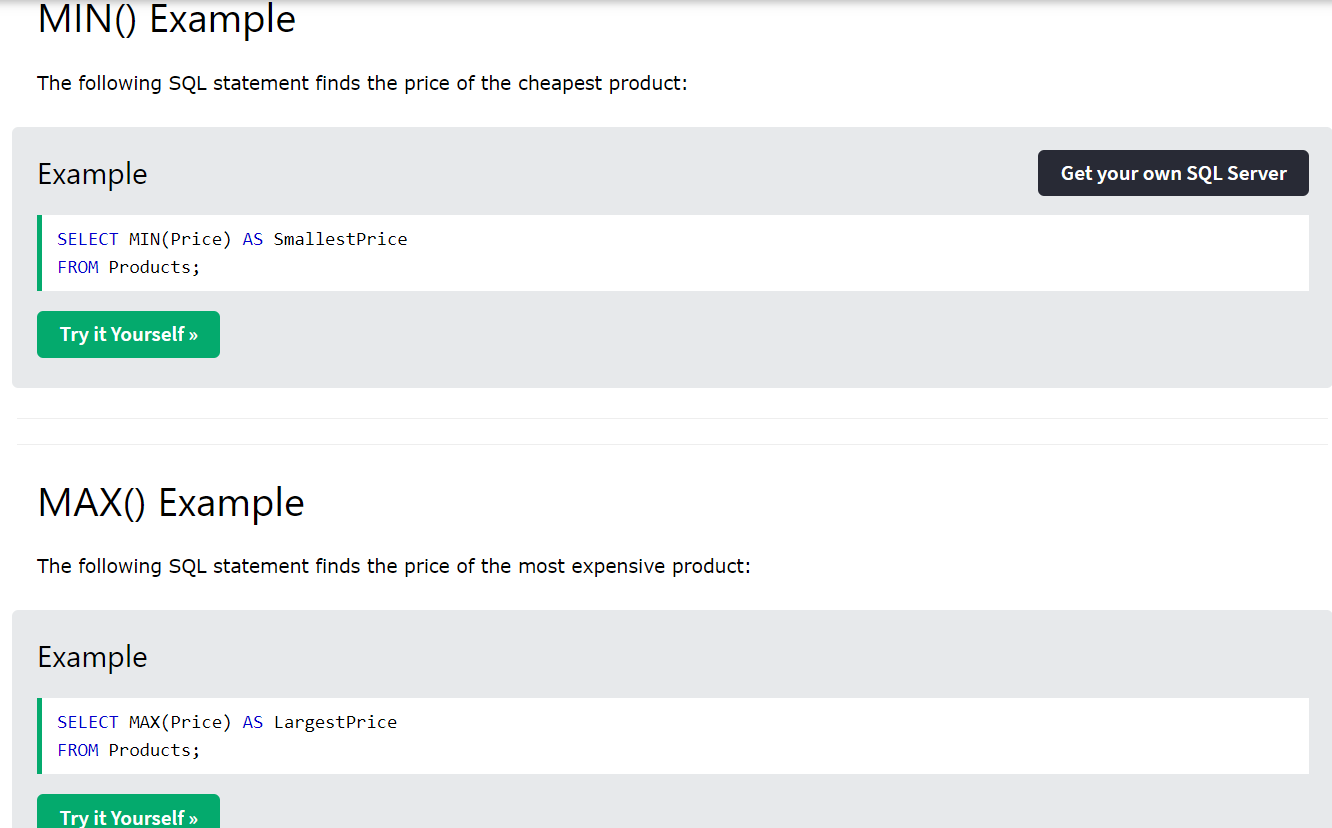 MIN() Example
The following SQL statement finds the price of the cheapest product:
Example
Get your own SQL Server
SELECT MIN(Price) AS SmallestPrice
FROM Products;
Try it Yourself »
MAX() Example
The following SQL statement finds the price of the most expensive product:
Example
SELECT MAX(Price) AS LargestPrice
FROM Products;
Try it Yourself »